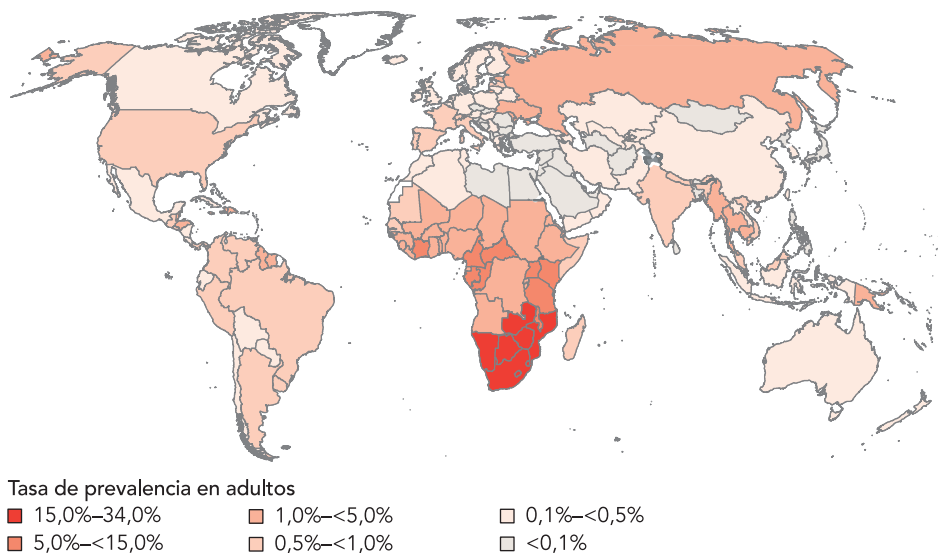 Tasa de prevalencia en adultos
15,0%–34,0% 1,0%–<5,0% 0,1%–<0,5%
5,0%–<15,0% 0,5%–<1,0% <0,1%